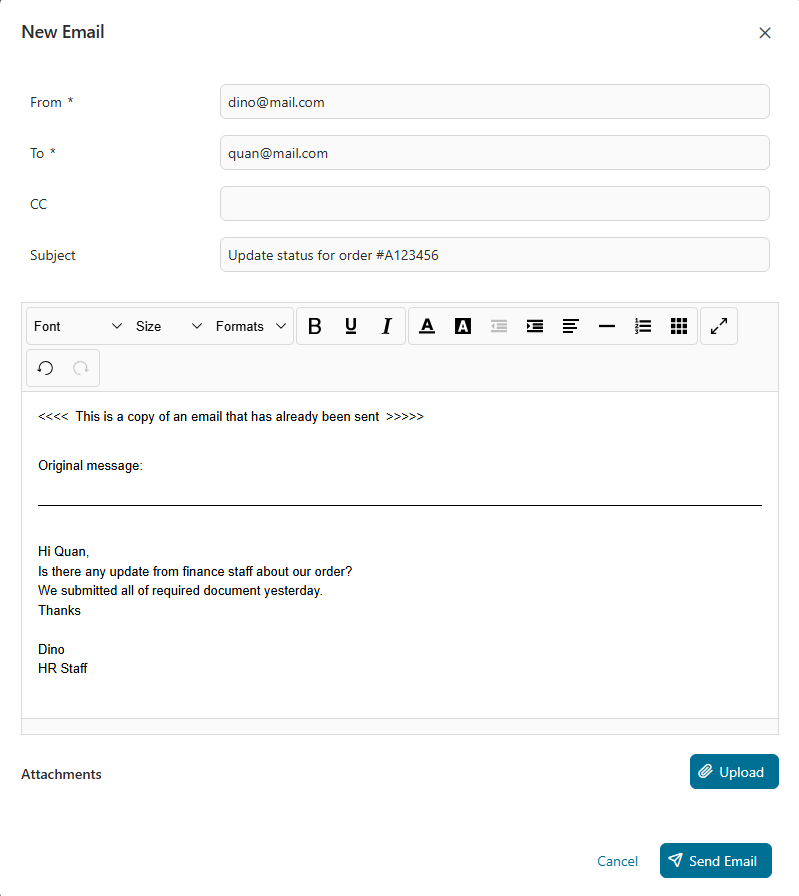 New Email
From *
dino@mail.com
To *
quan@mail.com
CC
Subject
Update status for order #A123456
Font Size Formats B U I A A
<<<< This is a copy of an email that has already been sent >>>>>
Original message:
Hi Quan,
Is there any update from finance staff about our order?
We submitted all of required document yesterday.
Thanks
Dino
HR Staff
Attachments
Upload
Cancel
Send Email